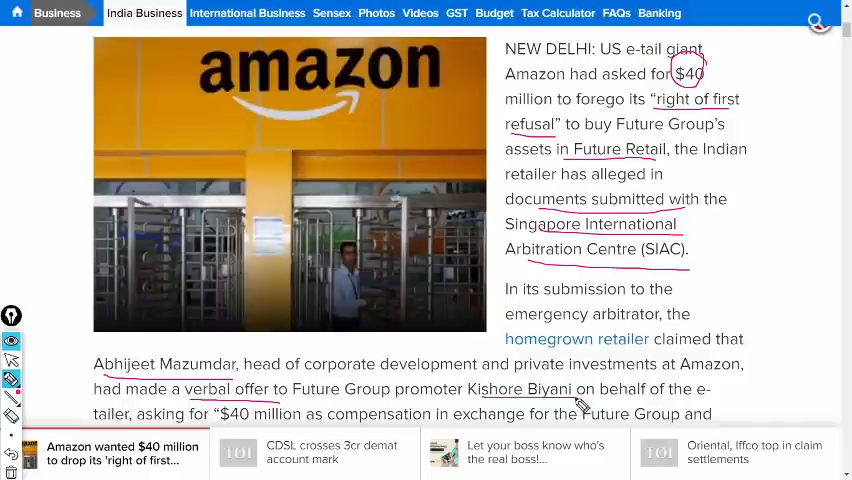 Business India Business International Business Sensex Photos Videos GST Budget Tax Calculator FAQs Banking
amazon
NEW DELHI: US e-tail giant
Amazon had asked for $40
million to forego its “right of first
refusal” to buy Future Group’s
assets in Future Retail, the Indian
retailer has alleged in
documents submitted with the
Singapore International
Arbitration Centre (SIAC).
In its submission to the
emergency arbitrator, the
homegrown retailer claimed that
Abhijeet Mazumdar, head of corporate development and private investments at Amazon,
had made a verbal offer to Future Group promoter Kishore Biyani on behalf of the e-
tailer, asking for “$40 million as compensation in exchange for the Future Group and
Amazon wanted $40 million
to drop its 'right of first...
TOI
CDSL crosses 3cr demat
account mark
Let your boss know who’s
the real boss!...
TOI
Oriental, Iffco top in claim
settlements